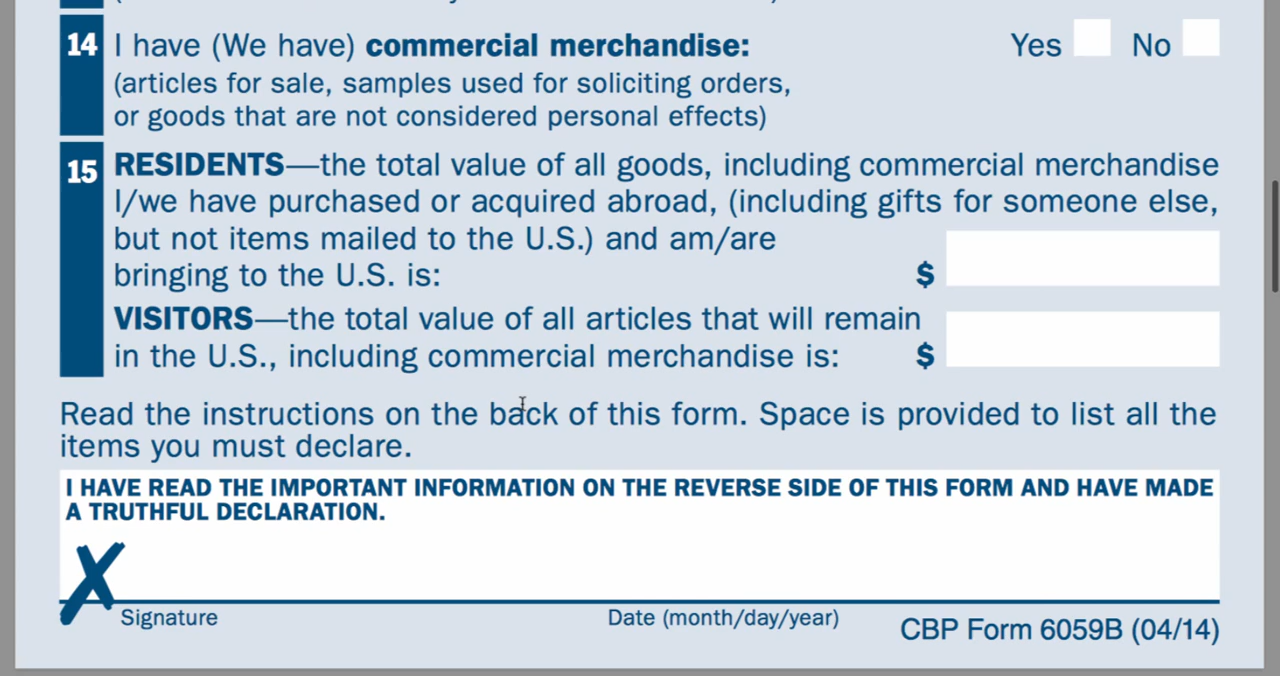 14 I have (We have) commercial merchandise: Yes No
(articles for sale, samples used for soliciting orders,
or goods that are not considered personal effects)
15 RESIDENTS—the total value of all goods, including commercial merchandise
I/we have purchased or acquired abroad, (including gifts for someone else,
but not items mailed to the U.S.) and am/are
bringing to the U.S. is: $
VISITORS—the total value of all articles that will remain
in the U.S., including commercial merchandise is: $
Read the instructions on the back of this form. Space is provided to list all the
items you must declare.
I HAVE READ THE IMPORTANT INFORMATION ON THE REVERSE SIDE OF THIS FORM AND HAVE MADE
A TRUTHFUL DECLARATION.
X
Signature Date (month/day/year) CBP Form 6059B (04/14)